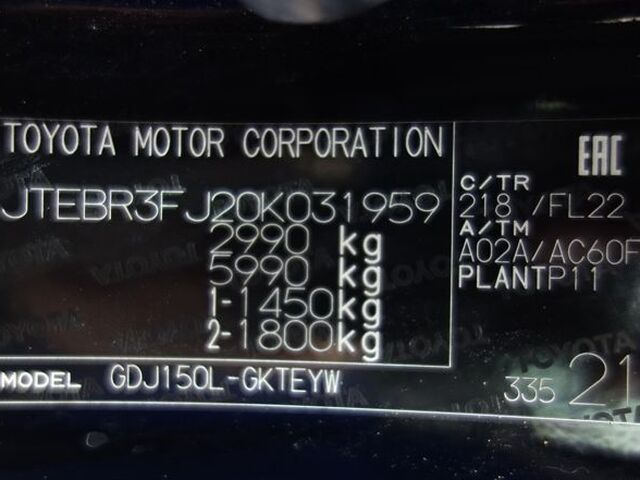 TOYOTA MOTOR CORPORATION
EAC
JTEBR3FJ20K031959
2990 kg
5990 kg
1-1450kg
2-1800kg
C/TR
218 /FL22
A/TM
A02A/AC60F
PLANTP11
MODEL GDJ150L-GKTEYW
335 21